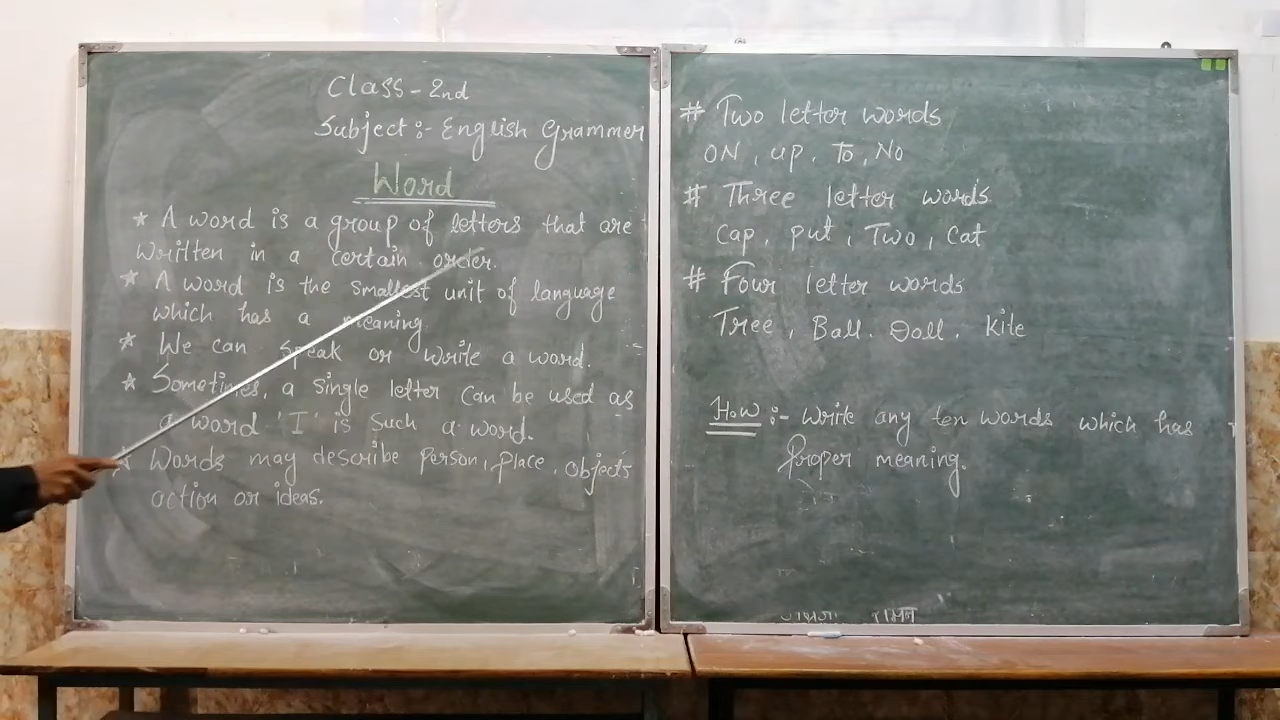 Class - 2nd
Subject :- English Grammer
Word
* A word is a group of letters that are
written in a certain order.
* A word is the smallest unit of language
which has a meaning
* We can speak or write a word.
* Sometimes, a single letter can be used as
a word 'I' is such a word.
* Words may describe person, place, objects
action or ideas.
# Two letter words
ON, up, To, No
# Three letter words
Cap, put, Two, Cat
# Four letter words
Tree, Ball. Doll. Kite
H.W :- Write any ten words which has
proper meaning.